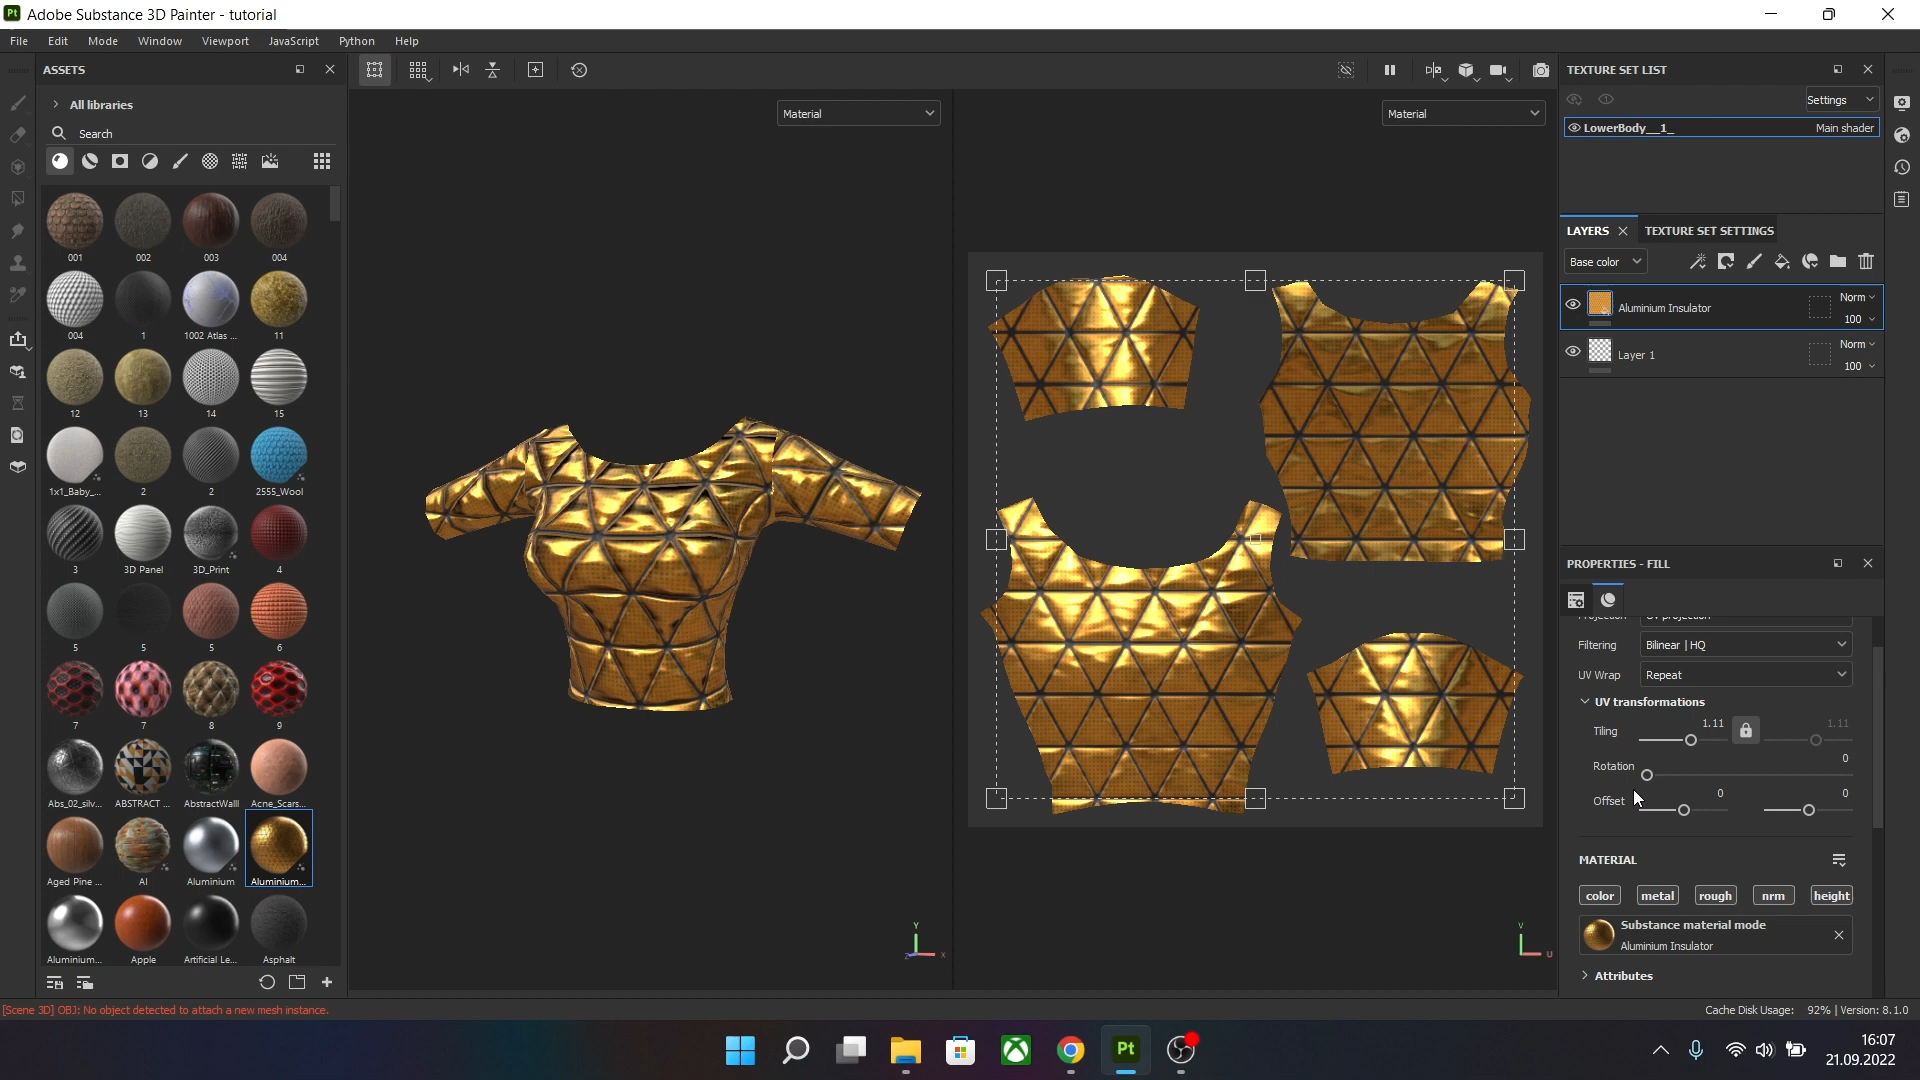 Pt Adobe Substance 3D Painter - tutorial
File Edit Mode Window Viewport JavaScript Python Help
ASSETS
All libraries
Search
001 002 003 004
004 1 1002 Atlas ... 11
12 13 14 15
1x1_Baby_... 2 2 2555_Wool
3 3D Panel 3D_Print 4
5 5 5 6
7 7 8 9
Abs_02_silv... ABSTRACT ... AbstractWalll Acne_Scars...
Aged Pine ... AI Aluminium Aluminium...
Aluminium... Apple Artificial Le... Asphalt
Material
Y
Z X
Material
V
U
TEXTURE SET LIST
Settings
LowerBody__1_ Main shader
LAYERS TEXTURE SET SETTINGS
Base color
Aluminium Insulator Norm
100
Layer 1 Norm
100
PROPERTIES - FILL
Filtering Bilinear | HQ
UV Wrap Repeat
UV transformations
Tiling 1.11 1.11
Rotation 0
Offset 0 0
MATERIAL
color metal rough nrm height
Substance material mode
Aluminium Insulator
Attributes
[Scene 3D] OBJ: No object detected to attach a new mesh instance.
Cache Disk Usage: 92% | Version: 8.1.0
Pt
16:07
21.09.2022